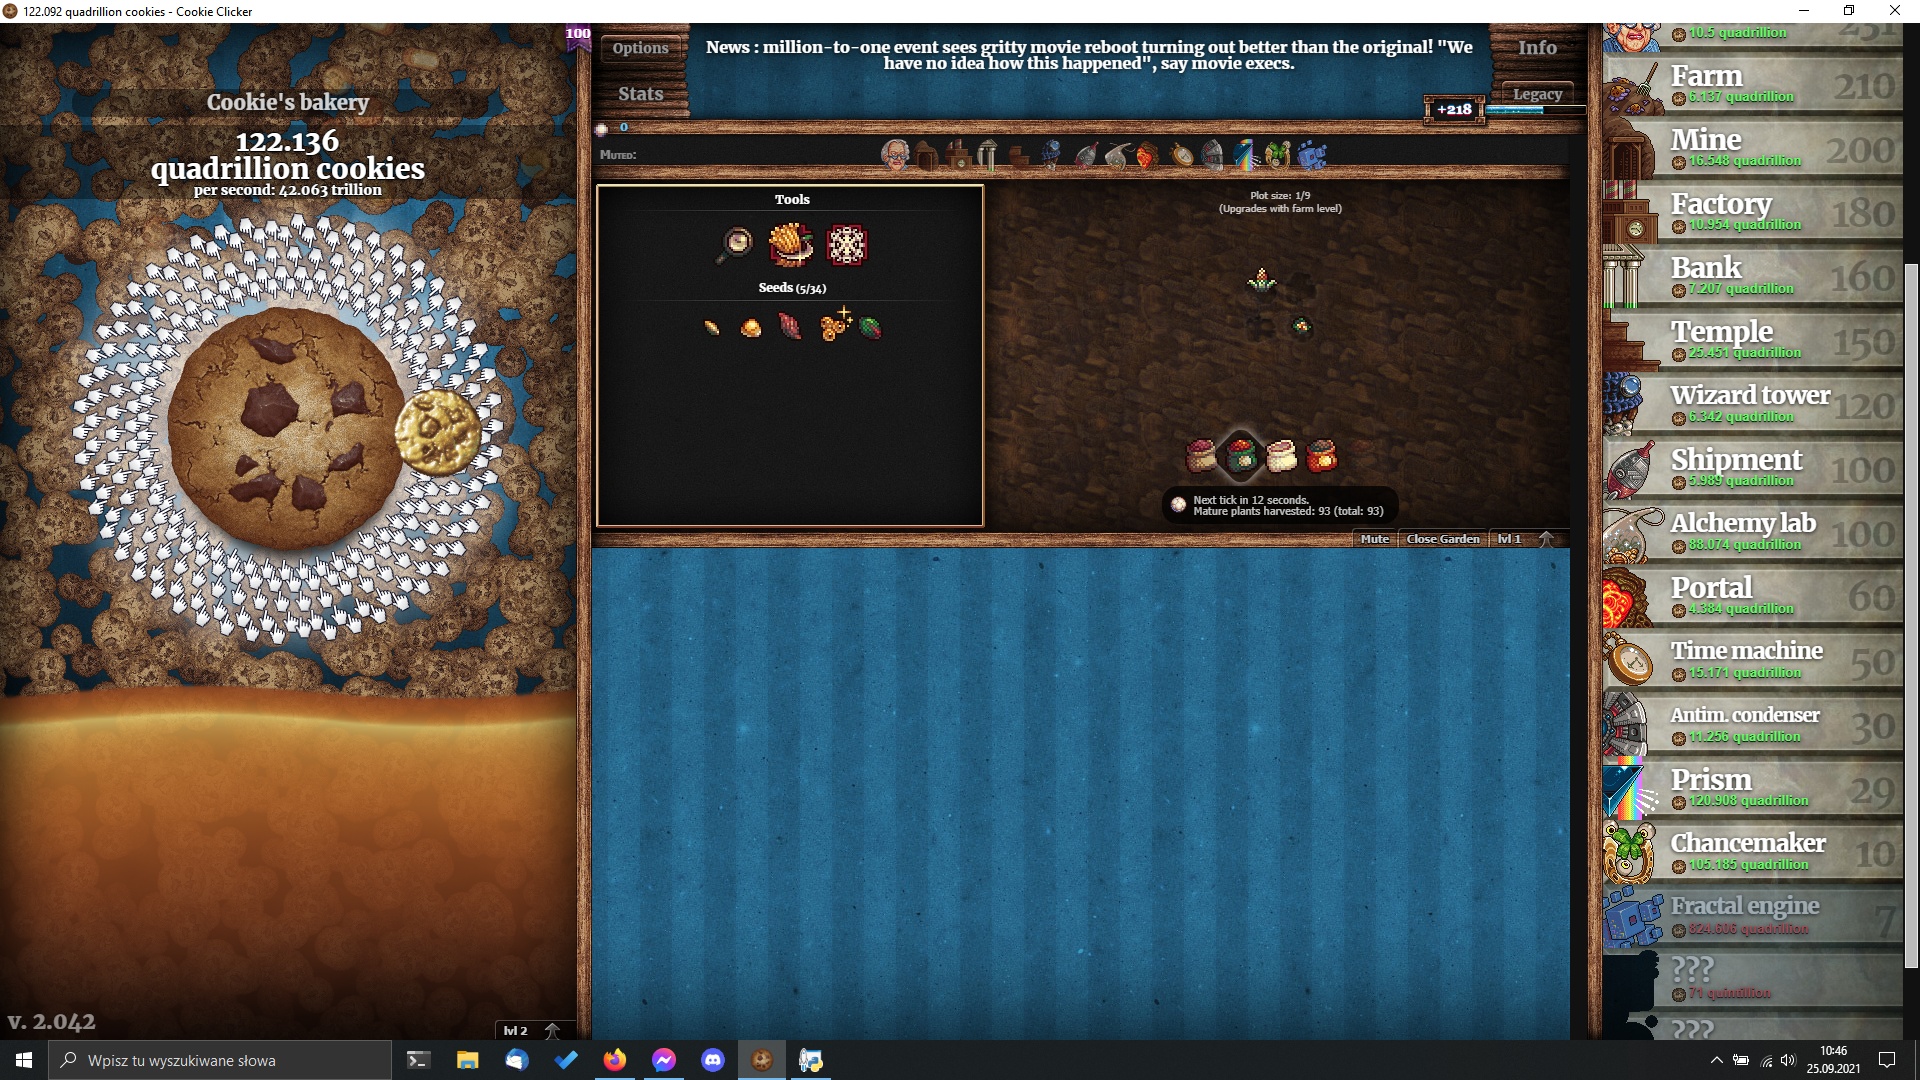 122.092 quadrillion cookies - Cookie Clicker
100
Options
Stats
News : million-to-one event sees gritty movie reboot turning out better than the original! "We
have no idea how this happened", say movie execs.
Info
Legacy
+218
Cookie's bakery
122.136
quadrillion cookies
per second: 42.063 trillion
0
Muted:
Tools
Seeds (5/34)
Plot size: 1/9
(Upgrades with farm level)
Next tick in 12 seconds.
Mature plants harvested: 93 (total: 93)
Mute
Close Garden
lvl 1
10.5 quadrillion
231
Farm
6.137 quadrillion
210
Mine
16.548 quadrillion
200
Factory
10.954 quadrillion
180
Bank
7.207 quadrillion
160
Temple
25.451 quadrillion
150
Wizard tower
6.342 quadrillion
120
Shipment
5.989 quadrillion
100
Alchemy lab
88.074 quadrillion
100
Portal
4.384 quadrillion
60
Time machine
15.171 quadrillion
50
Antim. condenser
11.256 quadrillion
30
Prism
120.908 quadrillion
29
Chancemaker
105.185 quadrillion
10
Fractal engine
824.606 quadrillion
7
???
71 quintillion
???
v. 2.042
lvl 2
Wpisz tu wyszukiwane słowa
10:46
25.09.2021